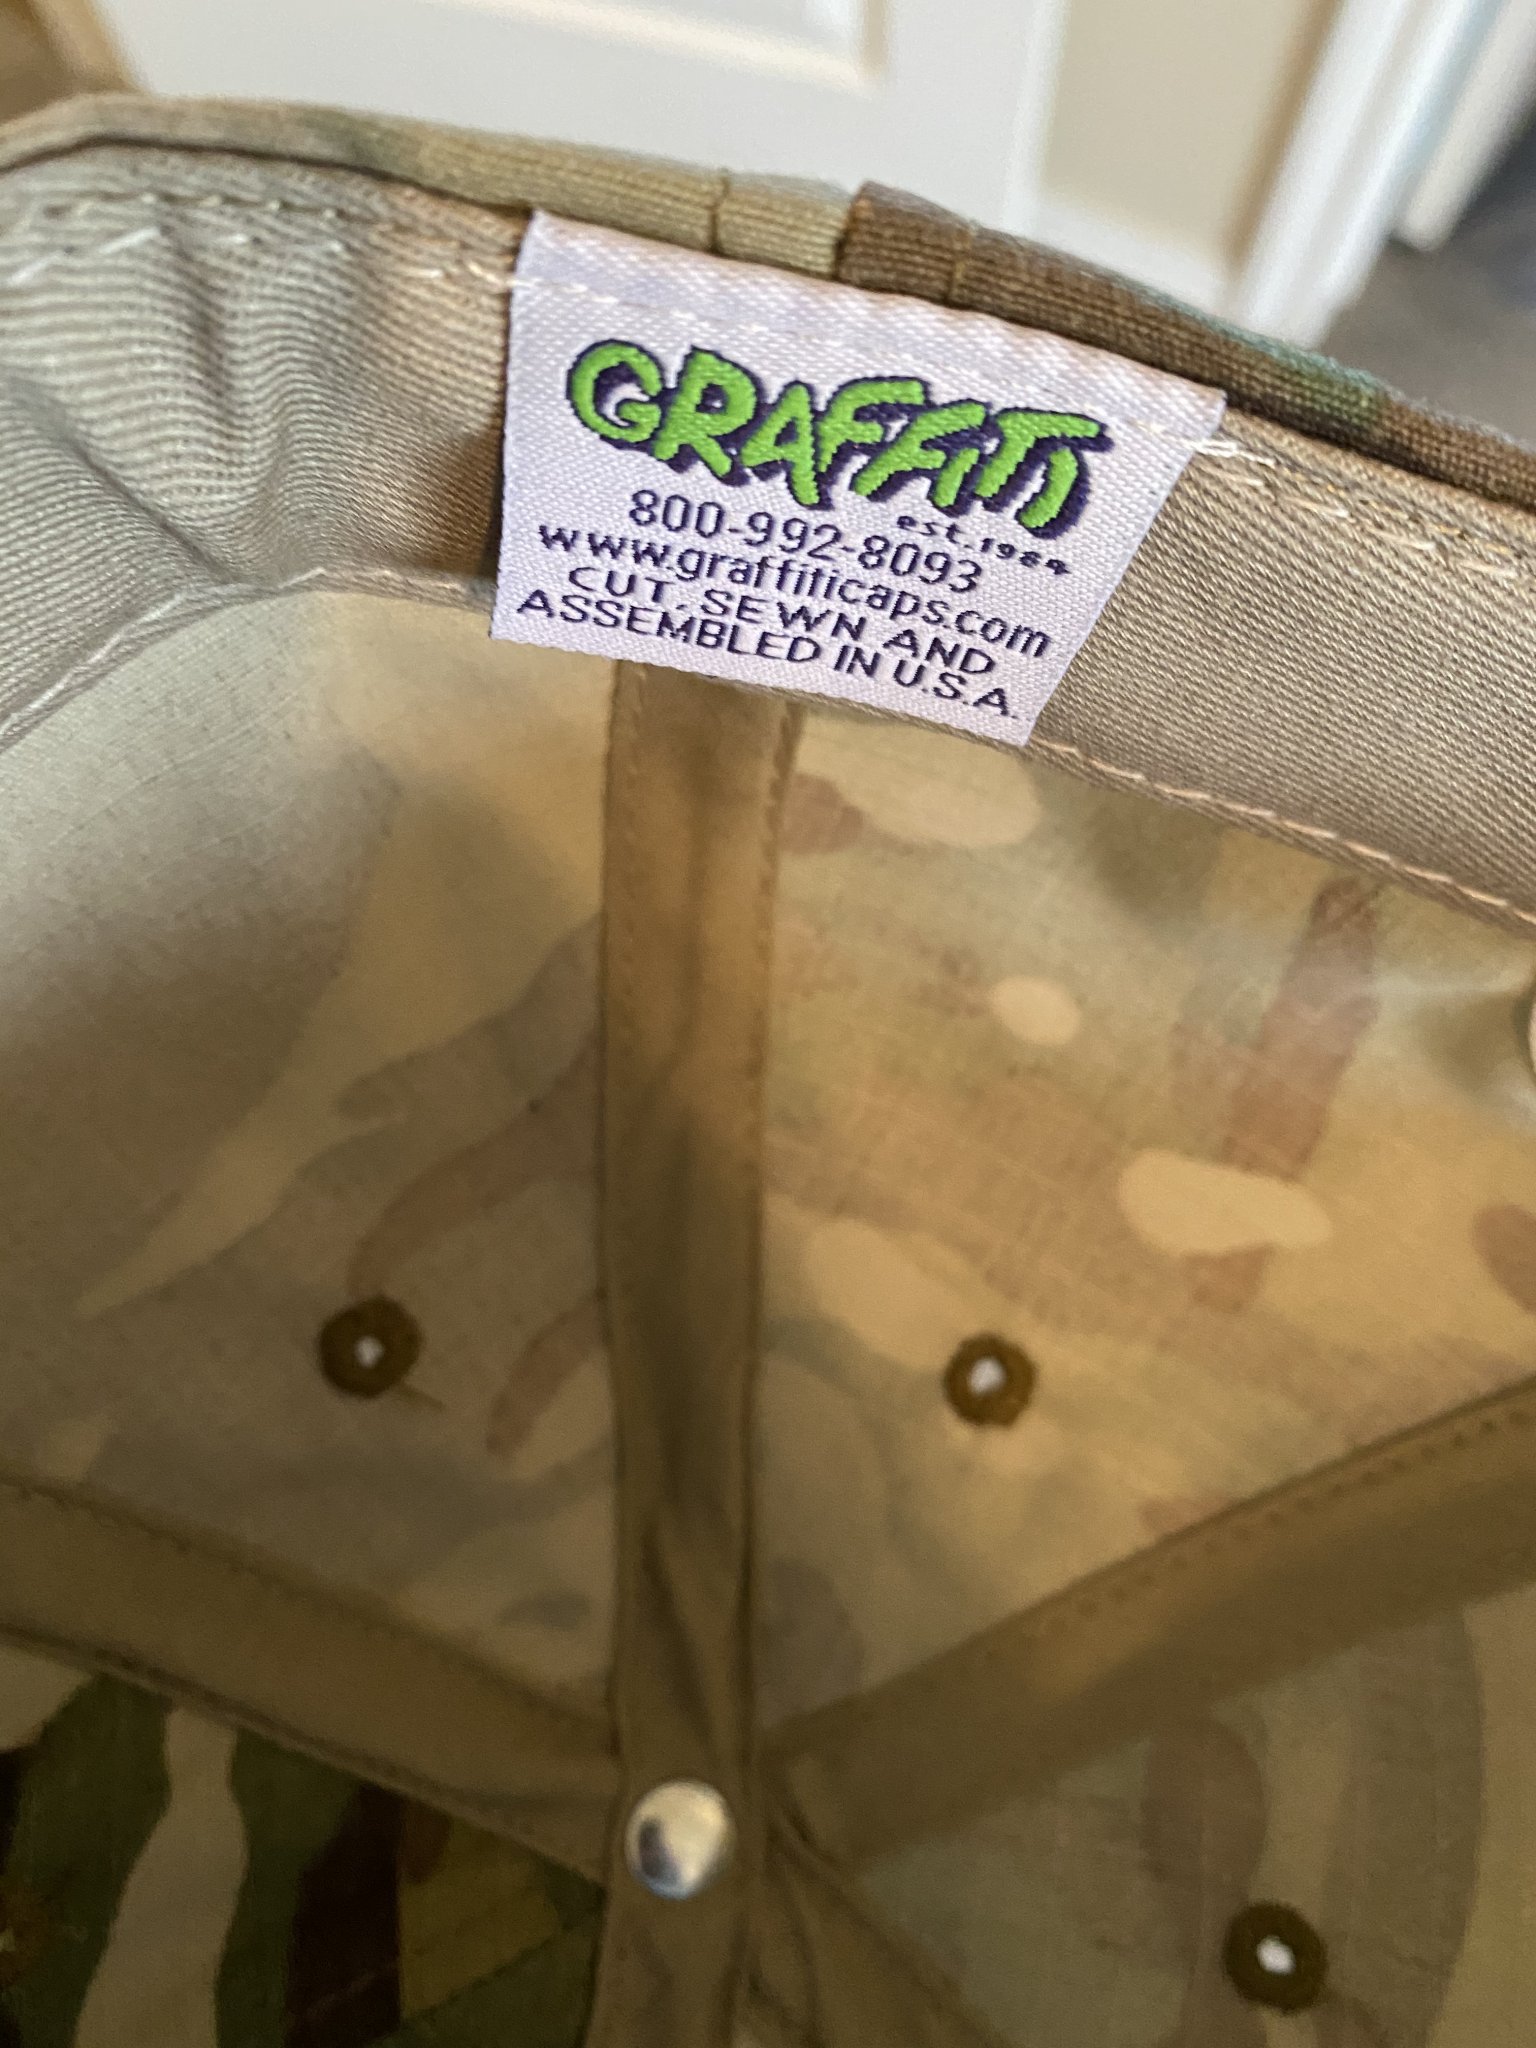 GRAFFITI
est.1984
800-992-8093
www.graffiticaps.com
CUT, SEWN AND
ASSEMBLED IN U.S.A.